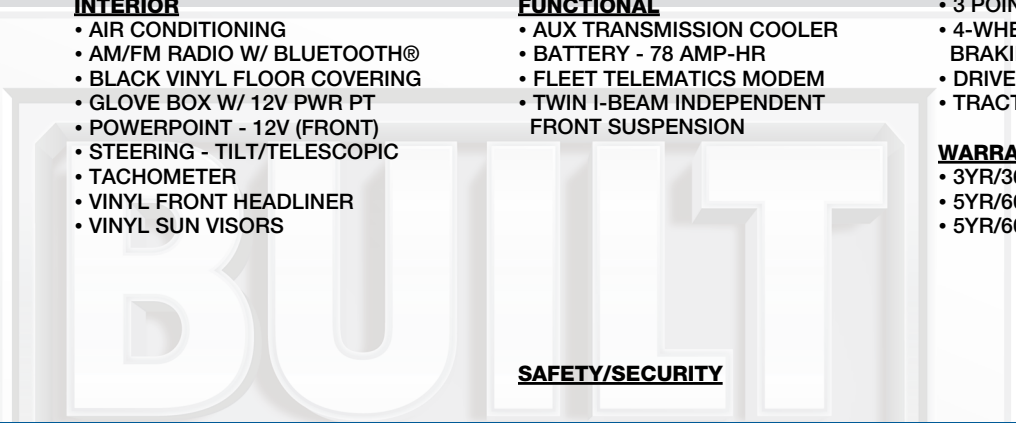 INTERIOR
• AIR CONDITIONING
• AM/FM RADIO W/ BLUETOOTH®
• BLACK VINYL FLOOR COVERING
• GLOVE BOX W/ 12V PWR PT
• POWERPOINT - 12V (FRONT)
• STEERING - TILT/TELESCOPIC
• TACHOMETER
• VINYL FRONT HEADLINER
• VINYL SUN VISORS
FUNCTIONAL
• AUX TRANSMISSION COOLER
• BATTERY - 78 AMP-HR
• FLEET TELEMATICS MODEM
• TWIN I-BEAM INDEPENDENT
FRONT SUSPENSION
SAFETY/SECURITY
• 3
• DRIVE
BUILT